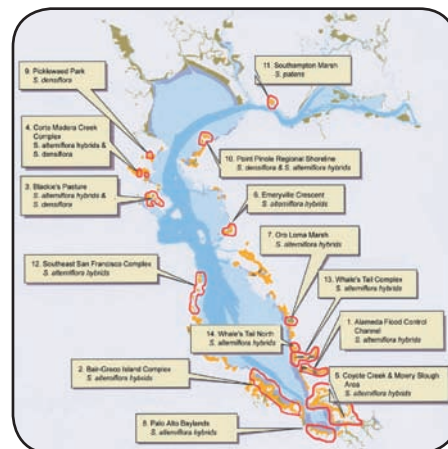 11. Southampton Marsh
S. patens
9. Pickleweed Park
S. densiflora
4. Corte Madera Creek
Complex
S. alterniflora hybrids
& S. densiflora
3. Blackie's Pasture
S. alterniflora hybrids &
S. densiflora
10. Point Pinole Regional Shoreline
S. densiflora & S. alterniflora hybrids
6. Emeryville Crescent
S. alterniflora hybrids
7. Oro Loma Marsh
S. alterniflora hybrids
12. Southeast San Francisco Complex
S. alterniflora hybrids
13. Whale's Tail Complex
S. alterniflora hybrids
14. Whale's Tail North
S. alterniflora hybrids
1. Alameda Flood Control
Channel
S. alterniflora hybrids
2. Bair-Greco Island Complex
S. alterniflora hybrids
5. Coyote Creek & Mowry Slough
Area
S. alterniflora hybrids
8. Palo Alto Baylands
S. alterniflora hybrids